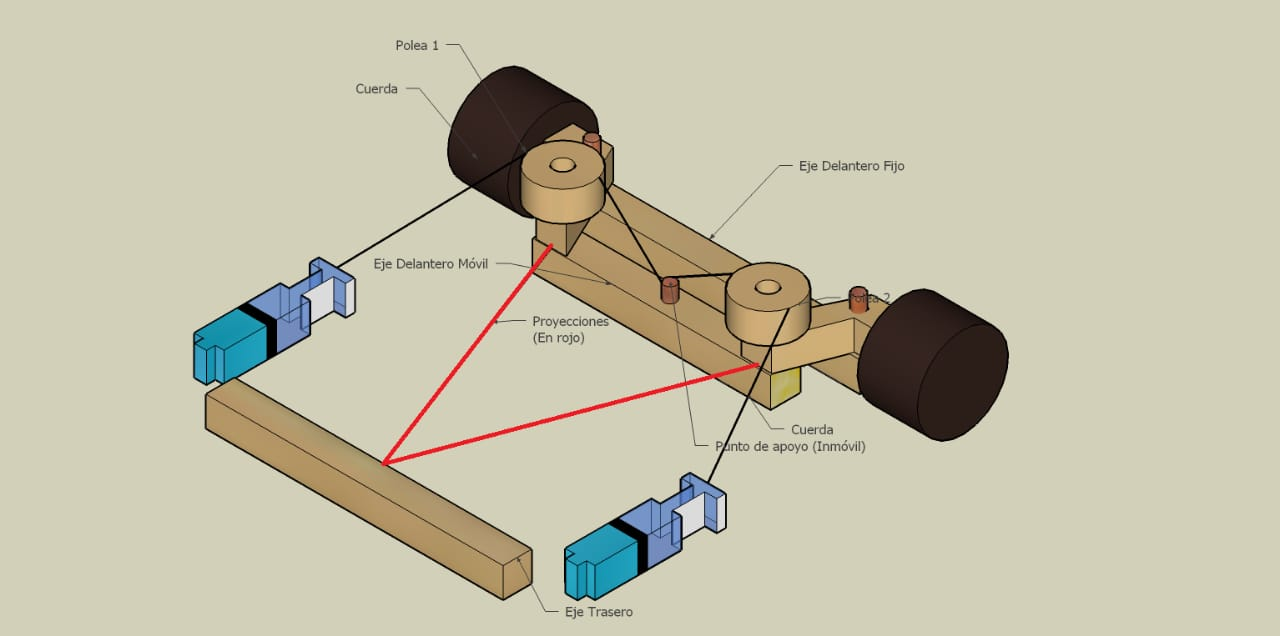 Polea 1
Cuerda
Eje Delantero Fijo
Eje Delantero Móvil
Polea 2
Proyecciones
(En rojo)
Cuerda
Punto de apoyo (Inmóvil)
Eje Trasero